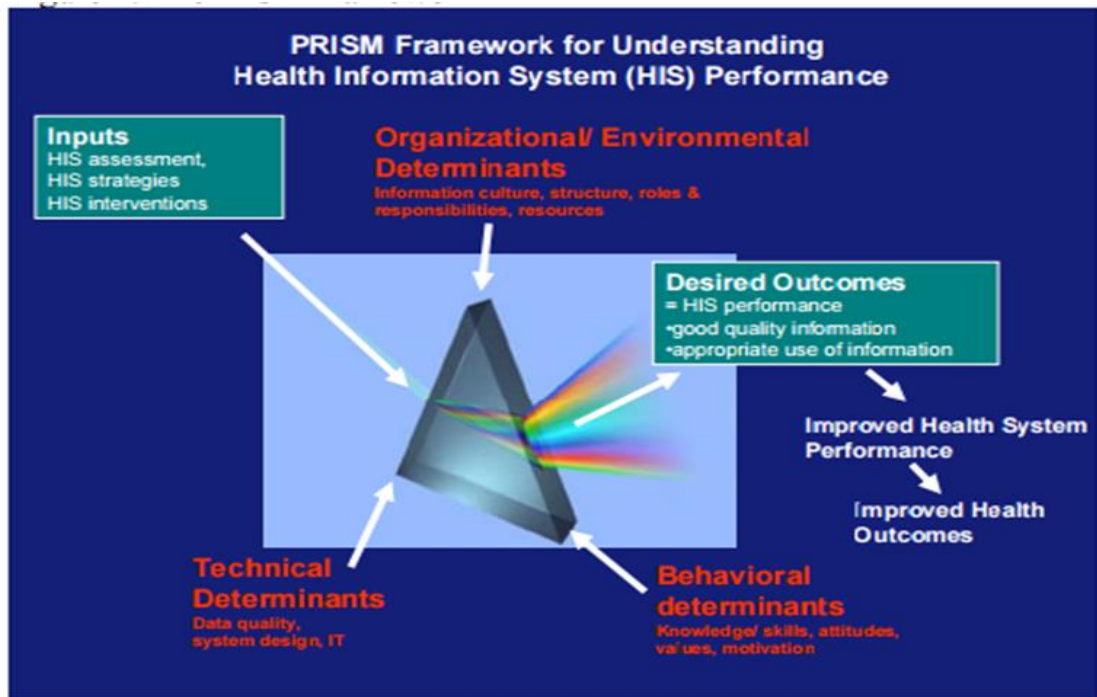 PRISM Framework for Understanding
Health Information System (HIS) Performance
Inputs
HIS assessment,
HIS strategies
HIS interventions
Organizational/ Environmental
Determinants
Information culture, structure, roles &
responsibilities, resources
Desired Outcomes
= HIS performance
•good quality information
•appropriate use of information
Improved Health System
Performance
Improved Health
Outcomes
Technical
Determinants
Data quality,
system design, IT
Behavioral
determinants
Knowledge/ skills, attitudes,
values, motivation